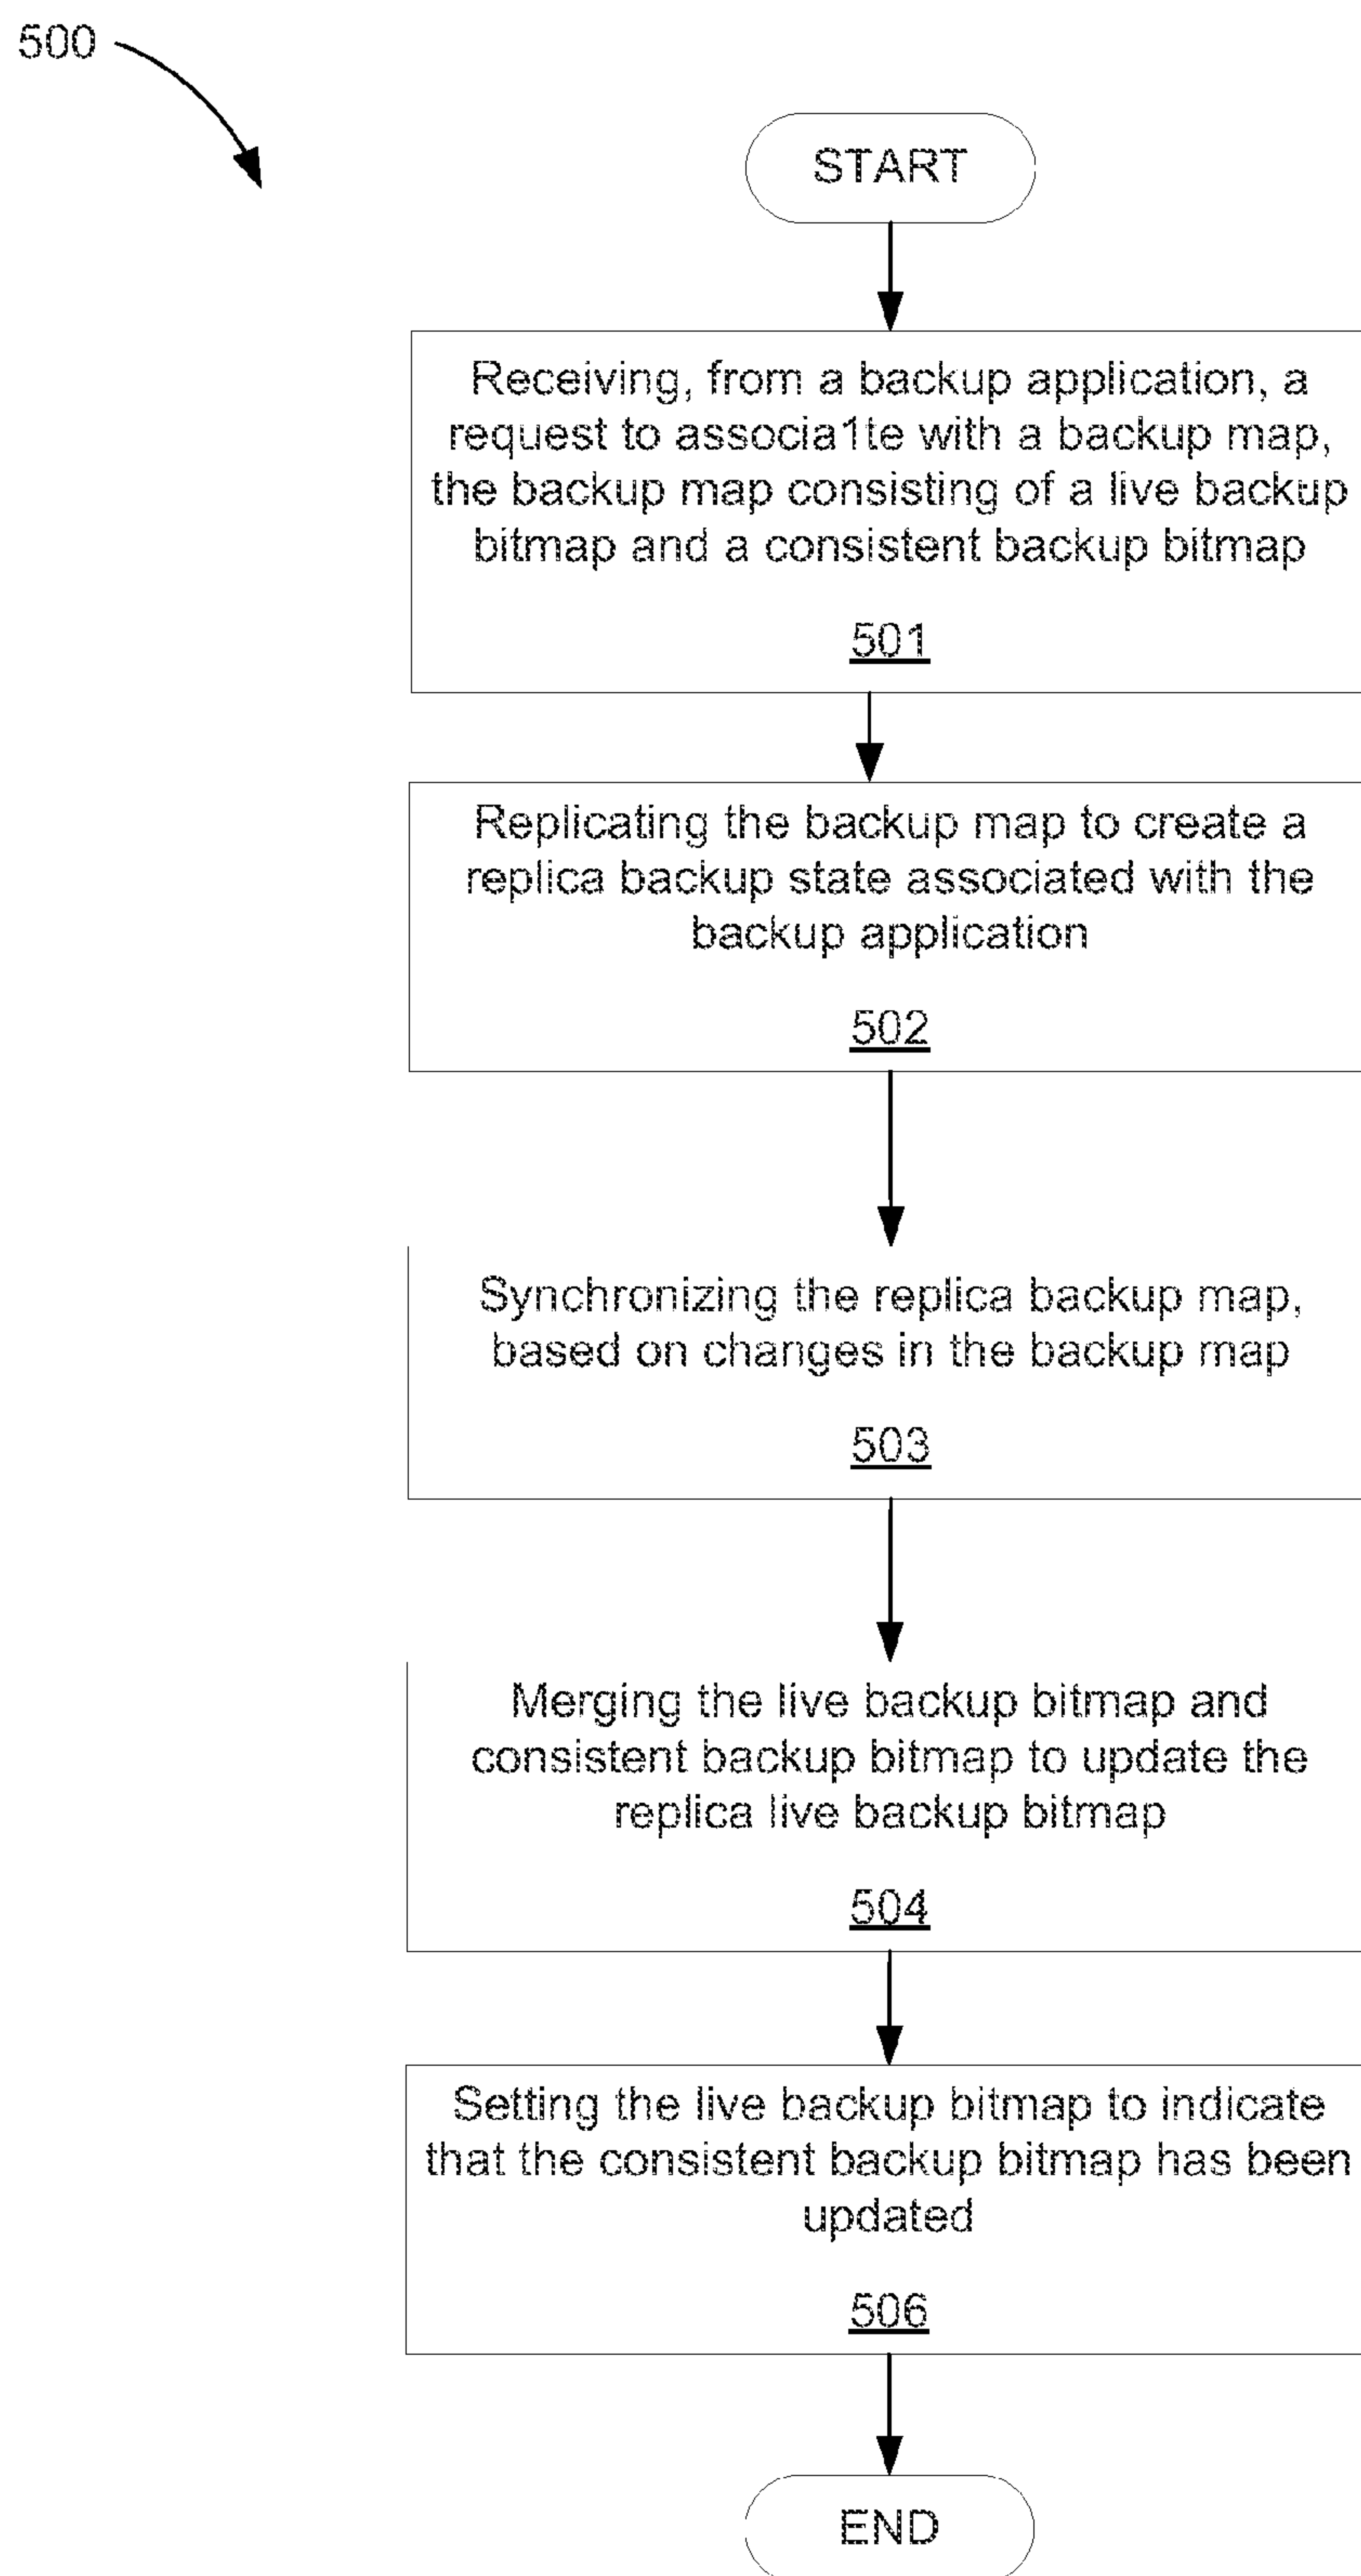 500
START
Receiving, from a backup application, a
request to associa1te with a backup map,
the backup map consisting of a live backup
bitmap and a consistent backup bitmap
501
Replicating the backup map to create a
replica backup state associated with the
backup application
502
Synchronizing the replica backup map,
based on changes in the backup map
503
Merging the live backup bitmap and
consistent backup bitmap to update the
replica live backup bitmap
504
Setting the live backup bitmap to indicate
that the consistent backup bitmap has been
updated
506
END